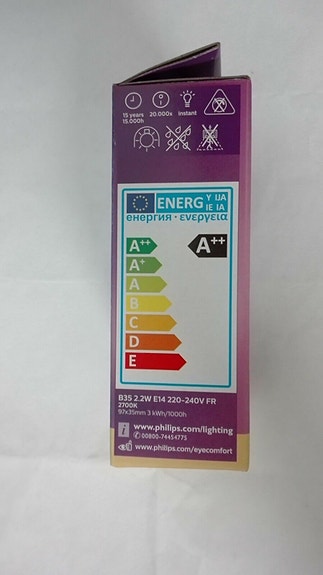 15 years 20.000x instant
15.000h
ENERG Y IJA
IE IA
енергия · ενεργεια
A++ A++
A+
A
B
C
D
E
B35 2.2W E14 220-240V FR
2700K
97x35mm 3 kWh/1000h
i www.philips.com/lighting
00800-74454775
www.philips.com/eyecomfort